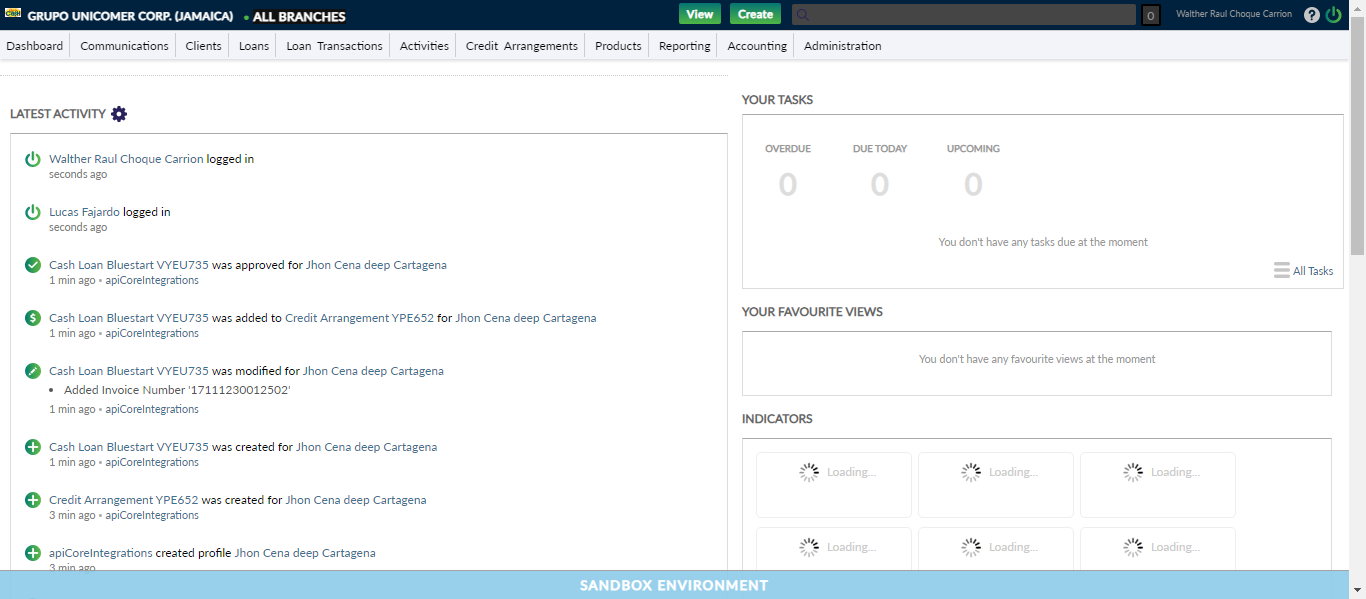 CASH
GRUPO UNICOMER CORP. (JAMAICA) • ALL BRANCHES
View
Create
0
Walther Raul Choque Carrion
?
Dashboard
Communications
Clients
Loans
Loan Transactions
Activities
Credit Arrangements
Products
Reporting
Accounting
Administration
LATEST ACTIVITY
Walther Raul Choque Carrion logged in
seconds ago
Lucas Fajardo logged in
seconds ago
Cash Loan Bluestart VYEU735 was approved for Jhon Cena deep Cartagena
1 min ago • apiCoreIntegrations
$
Cash Loan Bluestart VYEU735 was added to Credit Arrangement YPE652 for Jhon Cena deep Cartagena
1 min ago • apiCoreIntegrations
Cash Loan Bluestart VYEU735 was modified for Jhon Cena deep Cartagena
• Added Invoice Number '17111230012502'
1 min ago • apiCoreIntegrations
Cash Loan Bluestart VYEU735 was created for Jhon Cena deep Cartagena
1 min ago • apiCoreIntegrations
Credit Arrangement YPE652 was created for Jhon Cena deep Cartagena
3 min ago • apiCoreIntegrations
apiCoreIntegrations created profile Jhon Cena deep Cartagena
3 min ago
YOUR TASKS
OVERDUE
DUE TODAY
UPCOMING
0
0
0
You don't have any tasks due at the moment
All Tasks
YOUR FAVOURITE VIEWS
You don't have any favourite views at the moment
INDICATORS
Loading...
Loading...
Loading...
Loading...
Loading...
Loading...
SANDBOX ENVIRONMENT